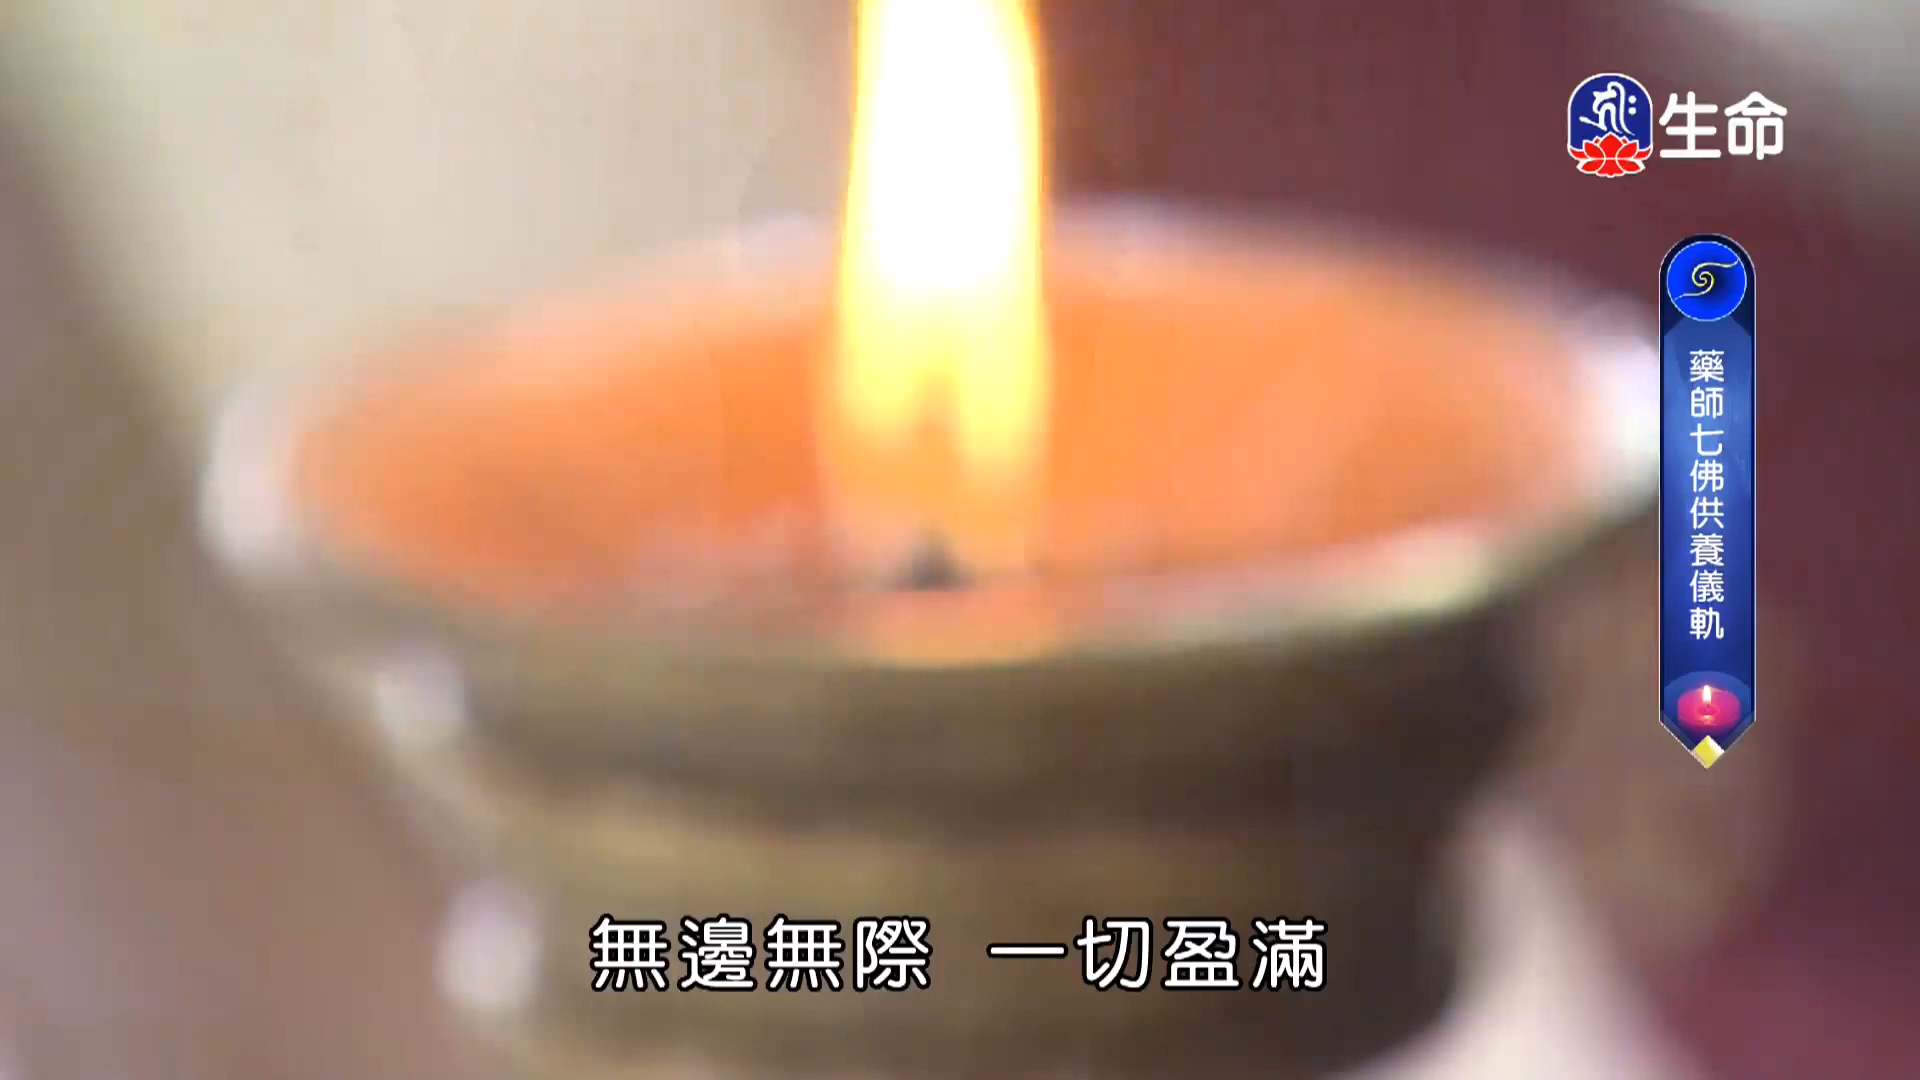 生命
藥師七佛供養儀軌
無邊無際 一切盈滿